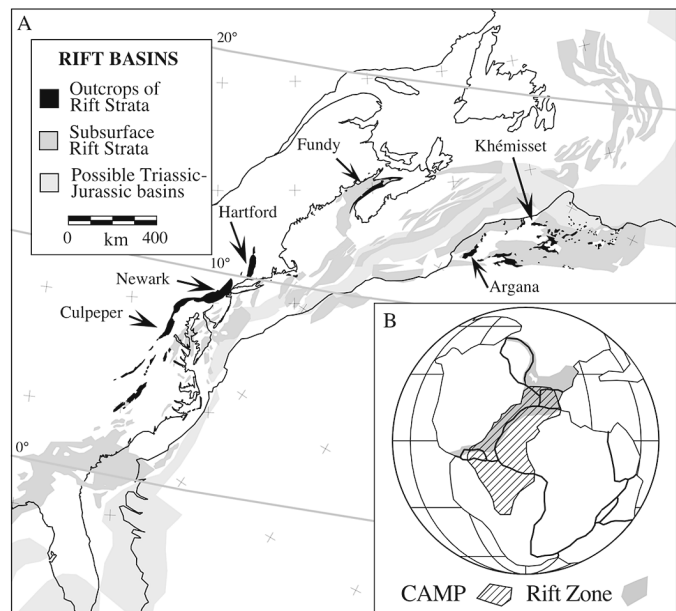 A
20°
RIFT BASINS
Outcrops of
Rift Strata
Subsurface
Rift Strata
Possible Triassic-
Jurassic basins
0 km 400
Fundy
Khémisset
Hartford
10°
Newark
Culpeper
Argana
0°
B
CAMP
Rift Zone